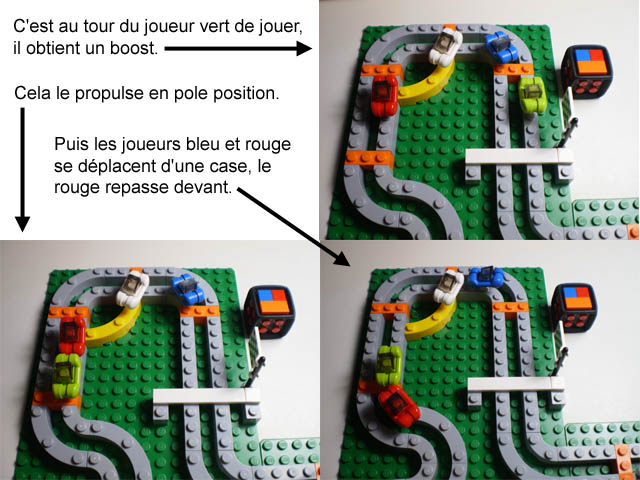 C'est au tour du joueur vert de jouer,
il obtient un boost.
Cela le propulse en pole position.
Puis les joueurs bleu et rouge
se déplacent d'une case, le
rouge repasse devant.